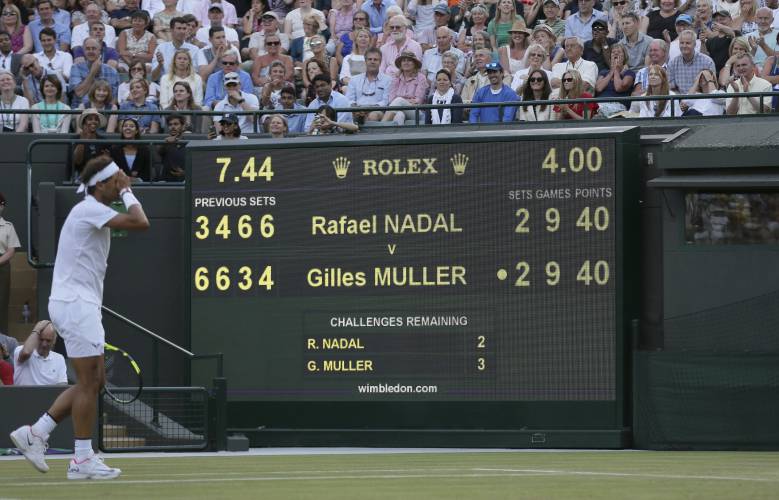 7.44 ROLEX 4.00
PREVIOUS SETS SETS GAMES POINTS
3 4 6 6 Rafael NADAL 2 9 40
v
6 6 3 4 Gilles MULLER 2 9 40
CHALLENGES REMAINING
R. NADAL 2
G. MULLER 3
wimbledon.com